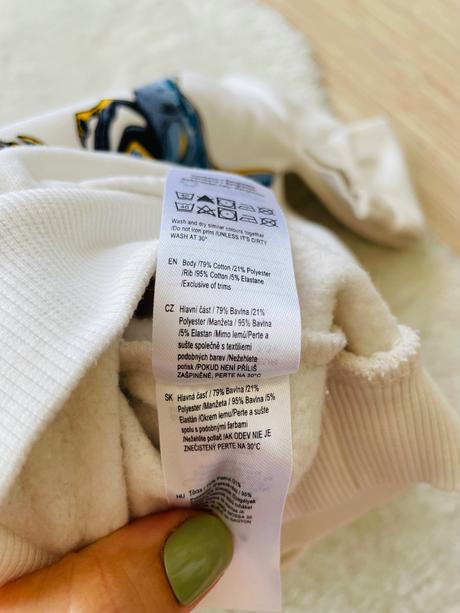 Wash and dry similar colours together
/Do not iron print /UNLESS IT'S DIRTY
WASH AT 30°
EN Body /79% Cotton /21% Polyester
/Rib /95% Cotton /5% Elastane
/Exclusive of trims
CZ Hlavní část / 79% Bavlna /21%
Polyester /Manžeta / 95% Bavlna
/5% Elastan /Mimo lemů/Perte a
sušte společně s textiliemi
podobných barev /Nežehlete
potisk /POKUD NENÍ PŘÍLIŠ
ZAŠPINĚNÉ, PERTE NA 30°C
SK Hlavná časť / 79% Bavlna /21%
Polyester /Manžeta / 95% Bavlna /5%
Elastán /Okrem lemu/Perte a sušte
spolu s podobnými farbami
/Nežehlite potlač /AK ODEV NIE JE
ZNEČISTENÝ PERTE NA 30°C
HU